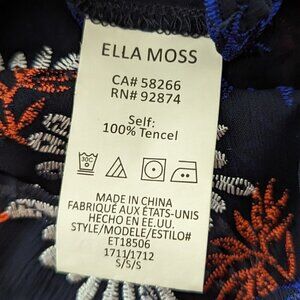 ELLA MOSS
CA# 58266
RN# 92874
Self:
100% Tencel
30C
MADE IN CHINA
FABRIQUÉ AUX ÉTATS-UNIS
HECHO EN EE.UU.
STYLE/MODELE/ESTILO#
ET18506
1711/1712
S/S/S